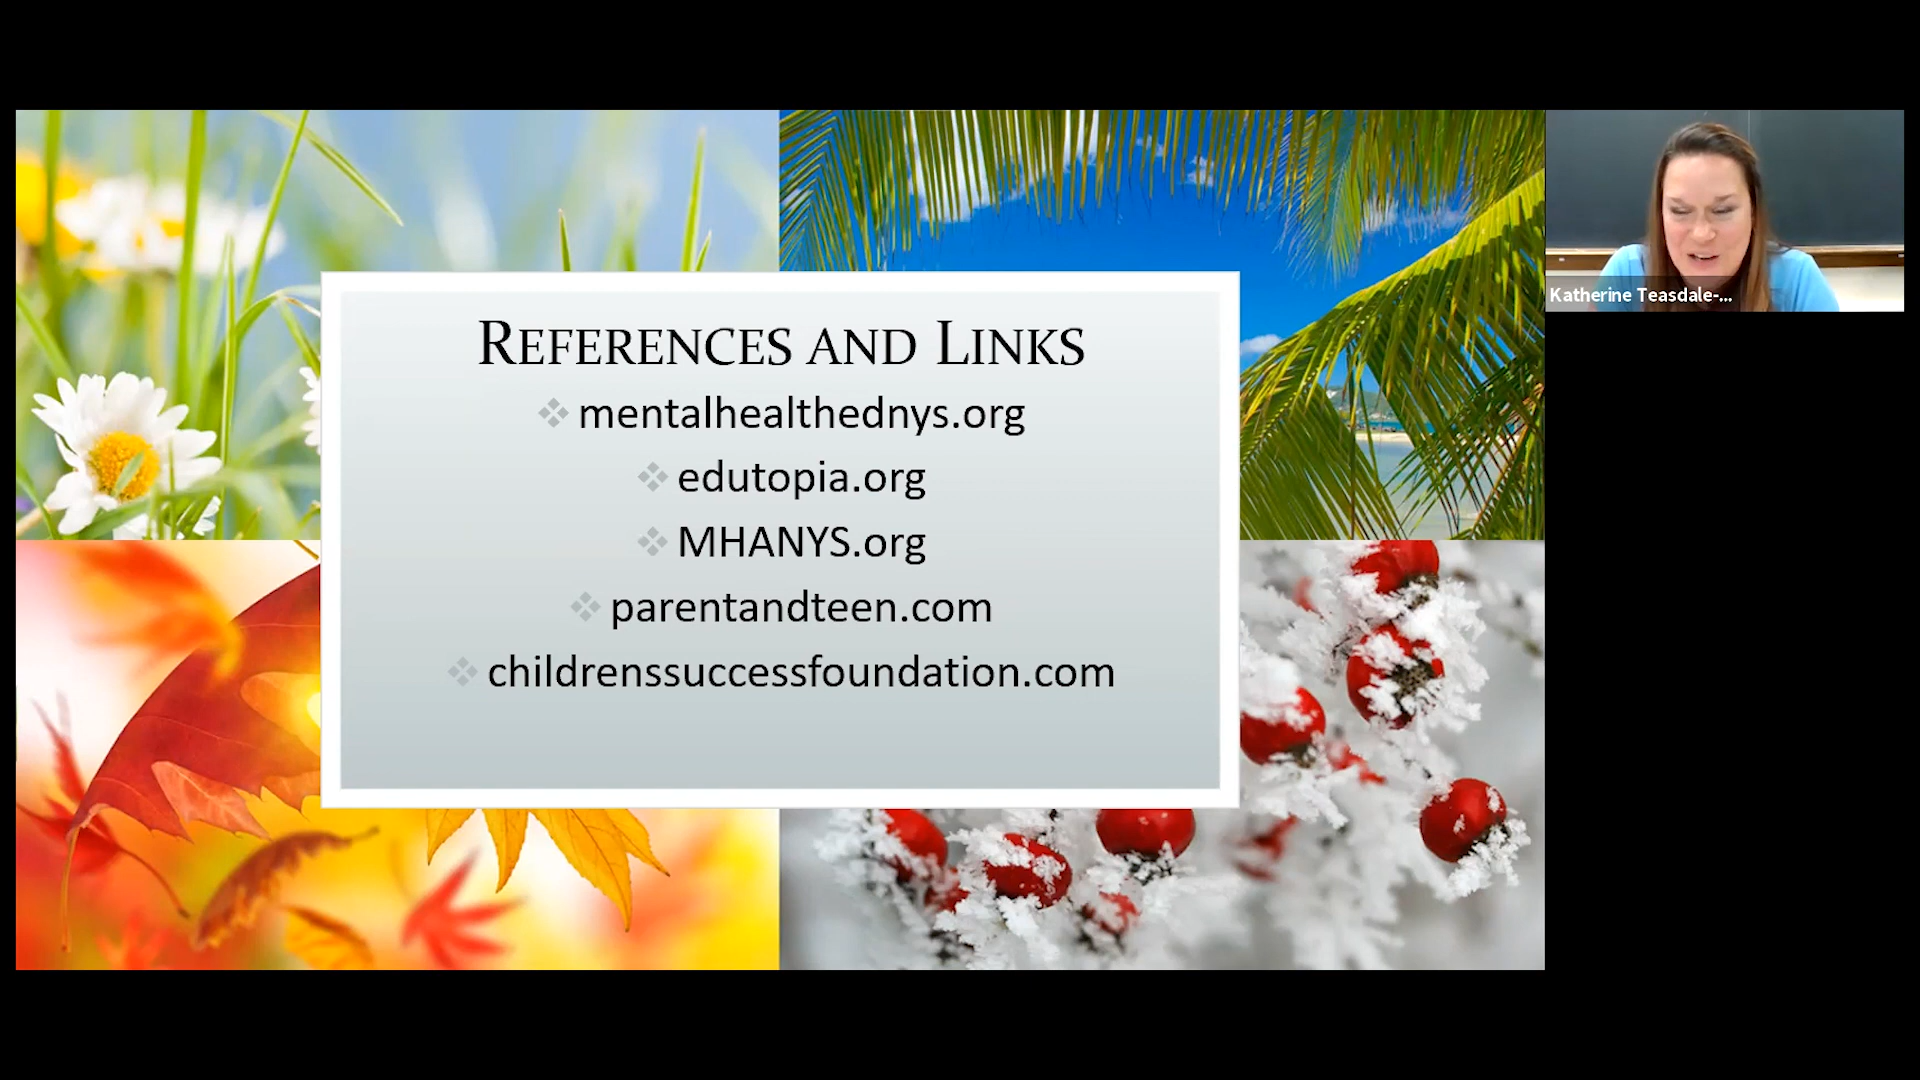 REFERENCES AND LINKS
mentalhealthednys.org
edutopia.org
MHANYS.org
parentandteen.com
childrenssuccessfoundation.com
Katherine Teasdale-...